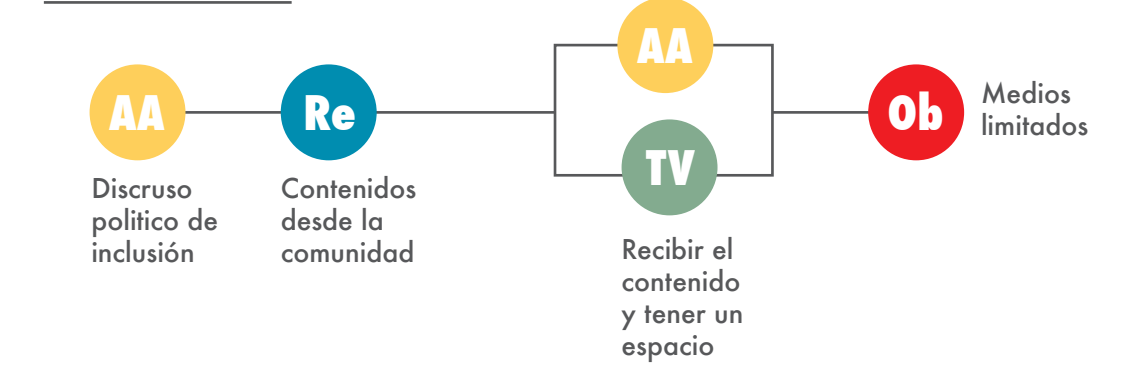 AA
Re
AA
TV
Ob
Medios
limitados
Discruso
politico de
inclusión
Contenidos
desde la
comunidad
Recibir el
contenido
y tener un
espacio